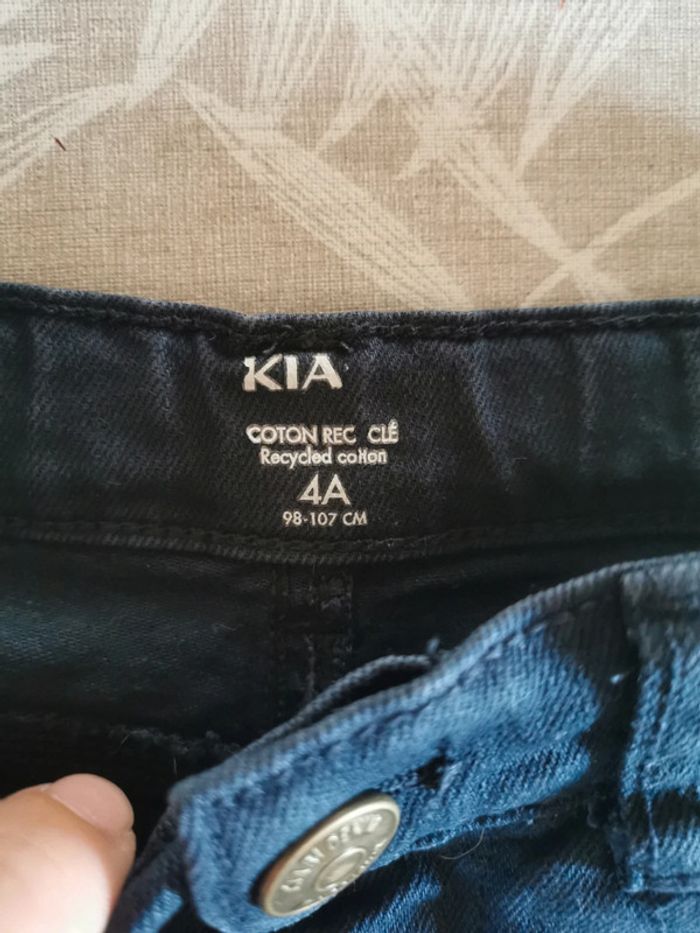 KIA
COTON REC CLÉ
Recycled cotton
4A
98-107 CM